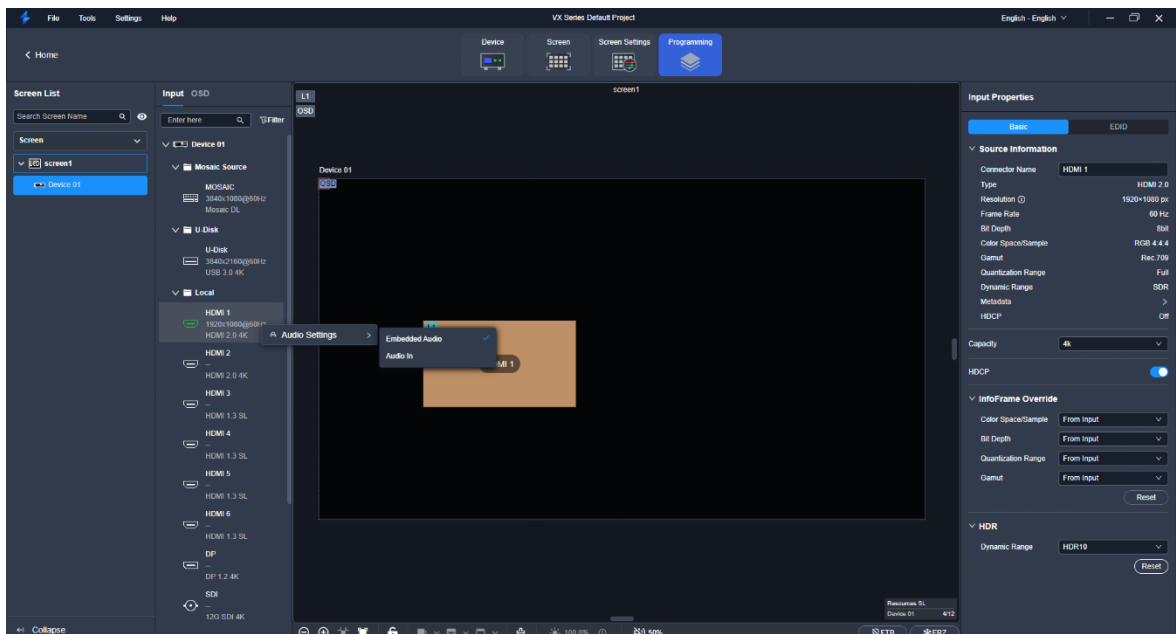 File Tools Settings Help
VX Series Default Project
English - English
Home
Device Screen Screen Settings Programming
Screen List
Search Screen Name
Screen
screen1
Device 01
Collapse
Input OSD
Enter here
Filter
Device 01
Mosaic Source
MOSAIC
3840x1080@60Hz
Mosaic DL
U-Disk
U-Disk
3840x2160@60Hz
USB 3.0 4K
Local
HDMI 1
1920x1080@60Hz
HDMI 2.0 4K
HDMI 2
--
HDMI 2.0 4K
HDMI 3
--
HDMI 1.3 SL
HDMI 4
--
HDMI 1.3 SL
HDMI 5
--
HDMI 1.3 SL
HDMI 6
--
HDMI 1.3 SL
DP
--
DP 1.2 4K
SDI
--
12G SDI 4K
Audio Settings
Embedded Audio
Audio In
L1
OSD
screen1
Device 01
OSD
HDMI 1
Resources SL
Device 01 4/12
100.0%
50%
FTB
FRZ
Input Properties
Basic EDID
Source Information
Connector Name HDMI 1
Type HDMI 2.0
Resolution 1920×1080 px
Frame Rate 60 Hz
Bit Depth 8bit
Color Space/Sample RGB 4:4:4
Gamut Rec.709
Quantization Range Full
Dynamic Range SDR
Metadata
HDCP Off
Capacity 4k
HDCP
InfoFrame Override
Color Space/Sample From Input
Bit Depth From Input
Quantization Range From Input
Gamut From Input
Reset
HDR
Dynamic Range HDR10
Reset